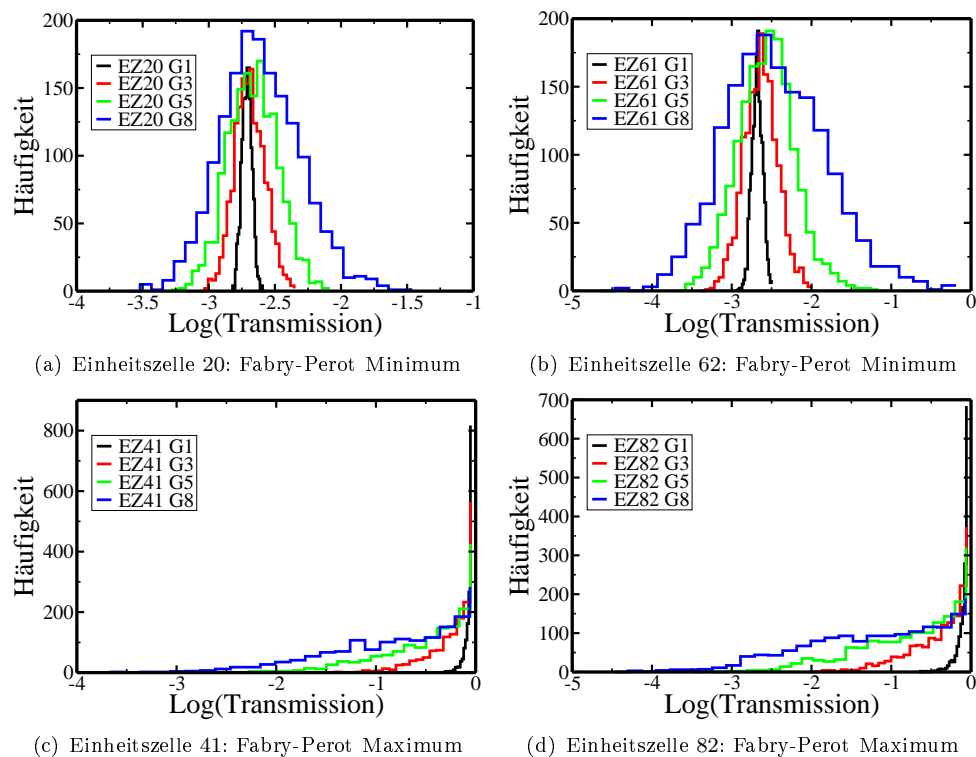 200
150
100
50
0
Häufigkeit
EZ20 G1
EZ20 G3
EZ20 G5
EZ20 G8
-4 -3.5 -3 -2.5 -2 -1.5 -1
Log(Transmission)
(a) Einheitszelle 20: Fabry-Perot Minimum
200
150
100
50
0
Häufigkeit
EZ61 G1
EZ61 G3
EZ61 G5
EZ61 G8
-5 -4 -3 -2 -1 0
Log(Transmission)
(b) Einheitszelle 62: Fabry-Perot Minimum
800
600
400
200
0
Häufigkeit
EZ41 G1
EZ41 G3
EZ41 G5
EZ41 G8
-4 -3 -2 -1 0
Log(Transmission)
(c) Einheitszelle 41: Fabry-Perot Maximum
700
600
500
400
300
200
100
0
Häufigkeit
EZ82 G1
EZ82 G3
EZ82 G5
EZ82 G8
-5 -4 -3 -2 -1 0
Log(Transmission)
(d) Einheitszelle 82: Fabry-Perot Maximum